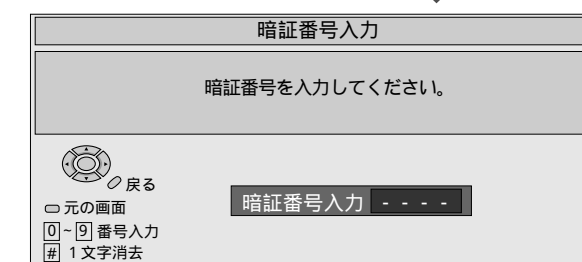 暗証番号入力
暗証番号を入力してください。
戻る
元の画面
暗証番号入力 - - - -
0 ~ 9 番号入力
# 1文字消去